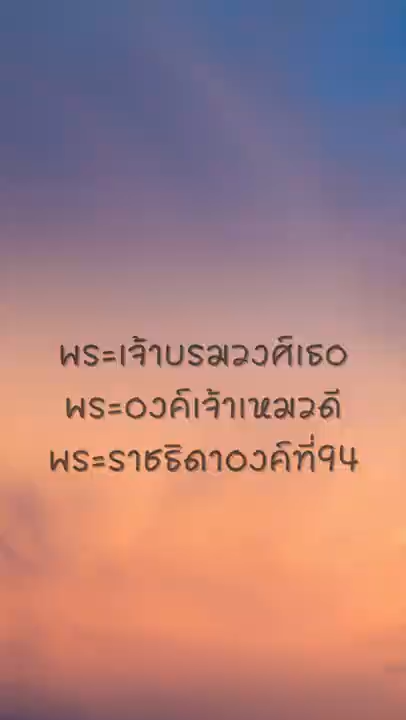 พระเจ้าบรมวงศ์เธอ
พระองค์เจ้าเหมวดี
พระราชธิดาองค์ที่94